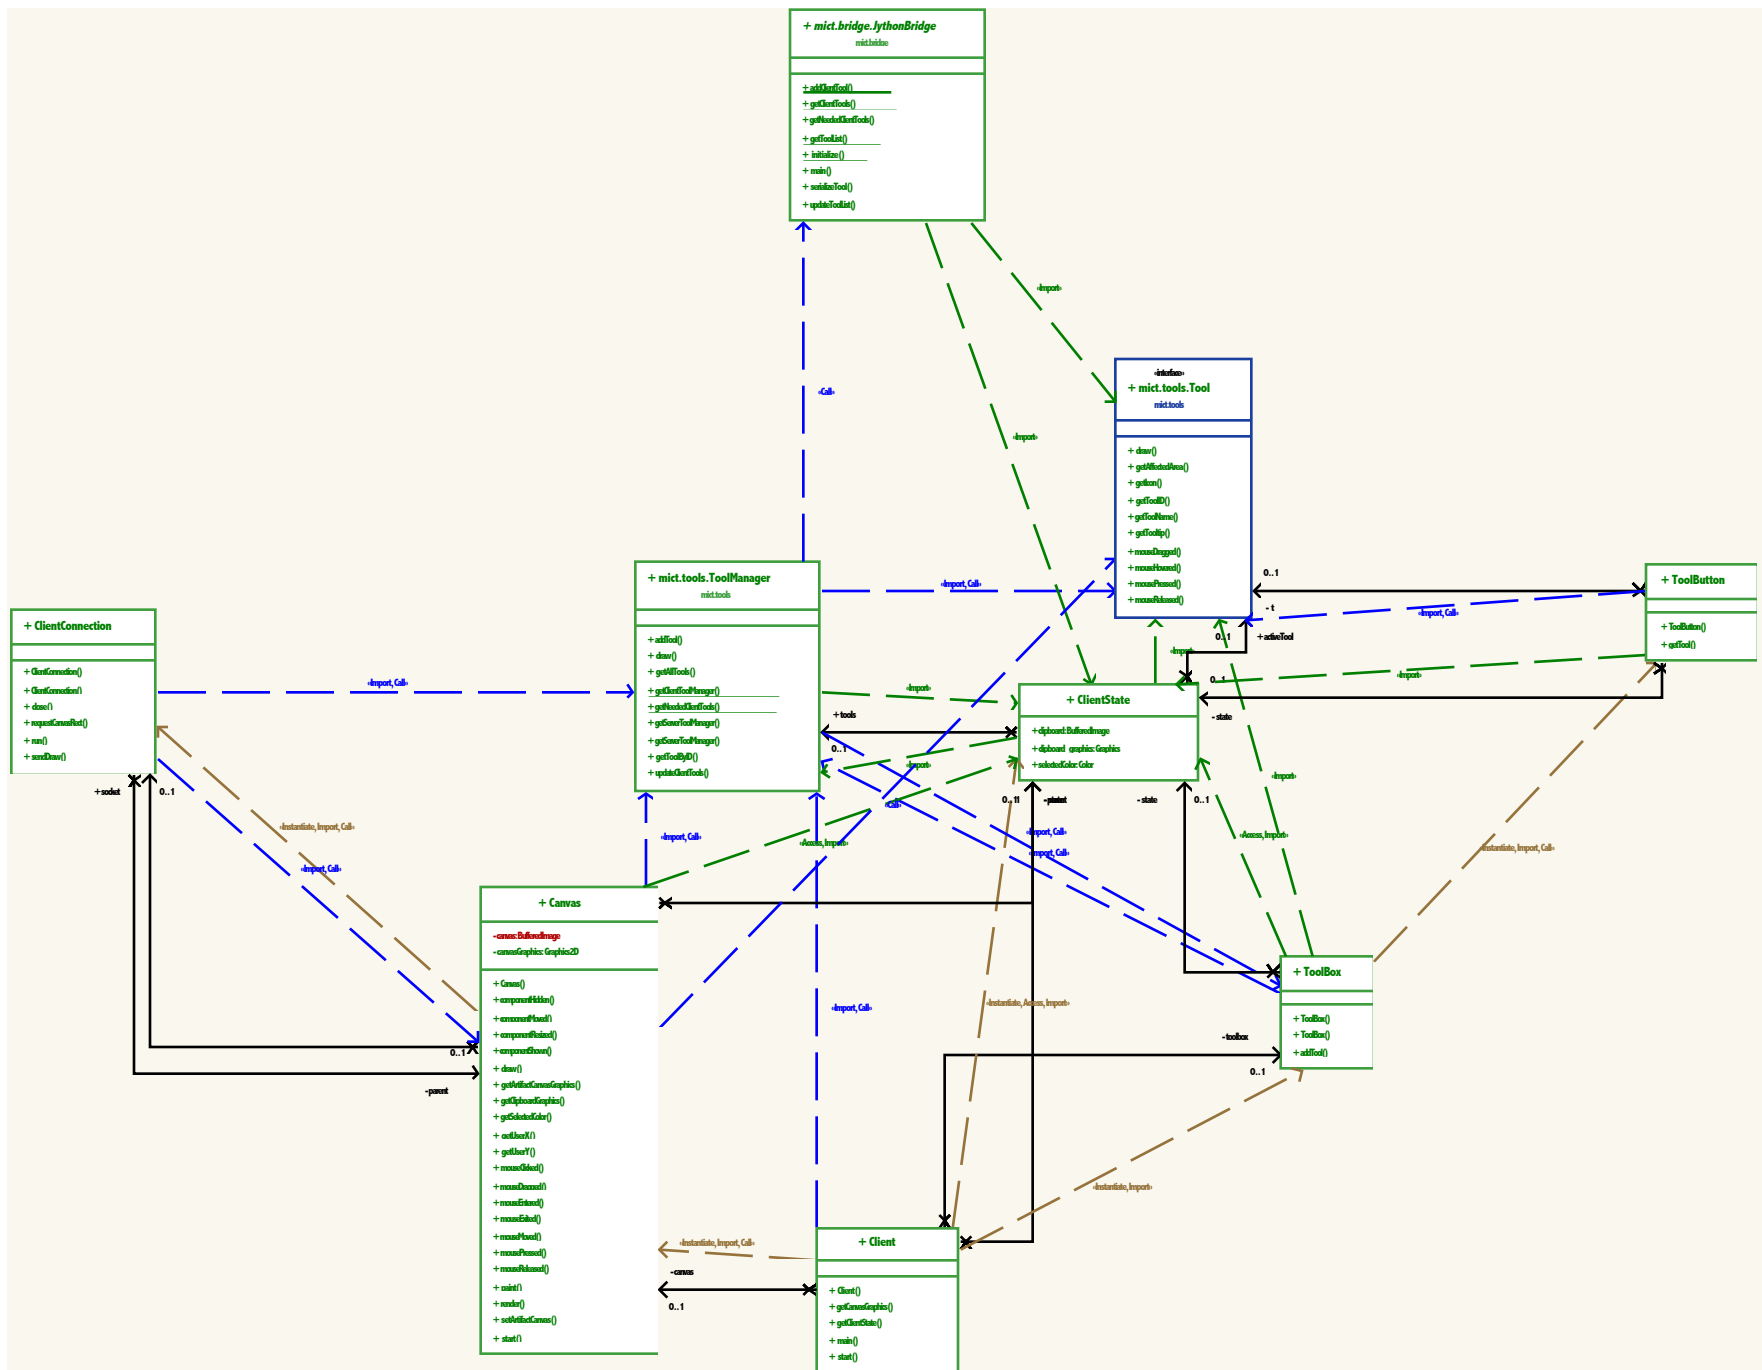 + mict.bridge.JythonBridge
mict.bridge
+ addClientTool()
+ getClientTools()
+ getNeededClientTools()
+ getToolList()
+ initialize()
+ main()
+ serializeTool()
+ updateToolList()
«Import»
«interface»
+ mict.tools.Tool
mict.tools
+ draw()
+ getAffectedArea()
+ getIcon()
+ getToolID()
+ getToolName()
+ getTooltip()
+ mouseDragged()
+ mouseHovered()
+ mousePressed()
+ mouseReleased()
«Call»
«Import»
+ mict.tools.ToolManager
mict.tools
+ addTool()
+ draw()
+ getAllTools()
+ getClientToolManager()
+ getNeededClientTools()
+ getServerToolManager()
+ getServerToolManager()
+ getToolByID()
+ updateClientTools()
«Import, Call»
0..1
- t
«Import, Call»
+ ToolButton
+ ToolButton()
+ getTool()
0..1
+ activeTool
«Import»
0..1
«Import»
- state
+ ClientConnection
+ ClientConnection()
+ ClientConnection()
+ close()
+ requestCanvasRect()
+ run()
+ sendDraw()
«Import, Call»
«Import»
+ tools
0..1
«Import»
+ ClientState
+ clipboard: BufferedImage
+ clipboard_graphics: Graphics
+ selectedColor: Color
«Import»
+ socket
0..1
«Call»
- state
0..1
«Instantiate, Import, Call»
«Import, Call»
«Import, Call»
«Access, Import»
«Import, Call»
«Import, Call»
«Access, Import»
«Instantiate, Import, Call»
+ Canvas
- canvas: BufferedImage
- canvasGraphics: Graphics2D
+ Canvas()
+ componentHidden()
+ componentMoved()
+ componentResized()
+ componentShown()
+ draw()
+ getArtifactCanvasGraphics()
+ getClipboardGraphics()
+ getSelectedColor()
+ getUserX()
+ getUserY()
+ mouseClicked()
+ mouseDragged()
+ mouseEntered()
+ mouseExited()
+ mouseMoved()
+ mousePressed()
+ mouseReleased()
+ paint()
+ render()
+ setArtifactCanvas()
+ start()
0..1
- parent
«Import, Call»
«Instantiate, Access, Import»
+ ToolBox
+ ToolBox()
+ ToolBox()
+ addTool()
- toolbox
0..1
«Instantiate, Import»
«Instantiate, Import, Call»
- canvas
0..1
+ Client
+ Client()
+ getCanvasGraphics()
+ getClientState()
+ main()
+ start()